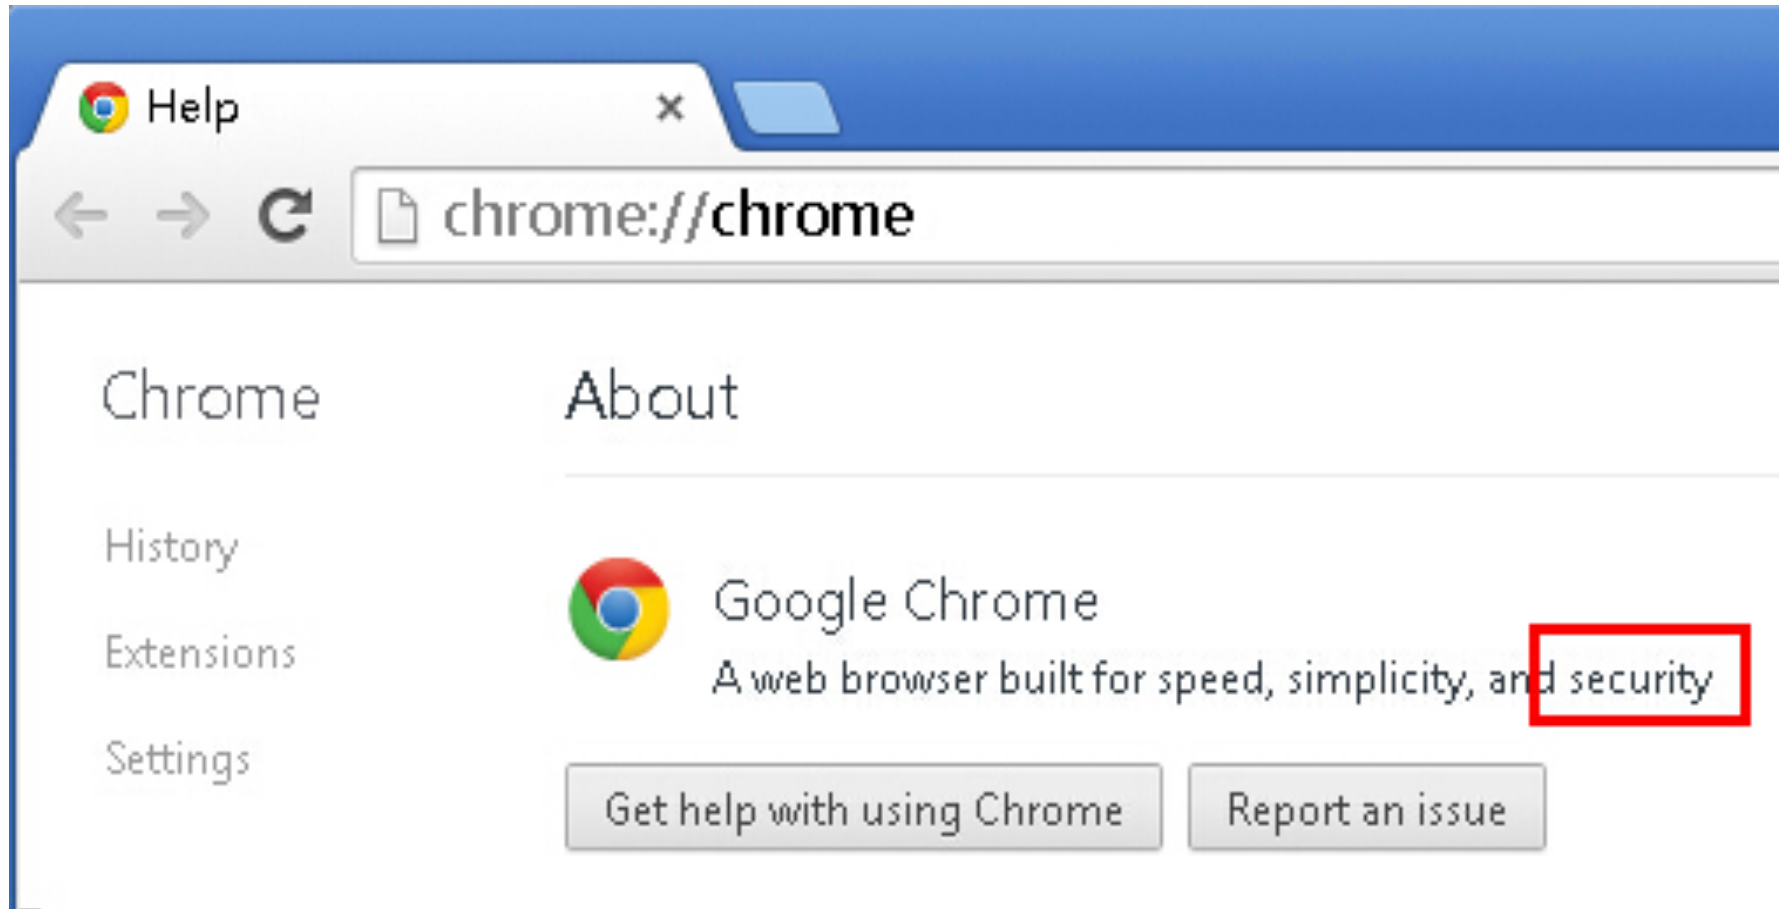 Help
chrome://chrome
Chrome
About
History
Extensions
Settings
Google Chrome
A web browser built for speed, simplicity, and security
Get help with using Chrome
Report an issue